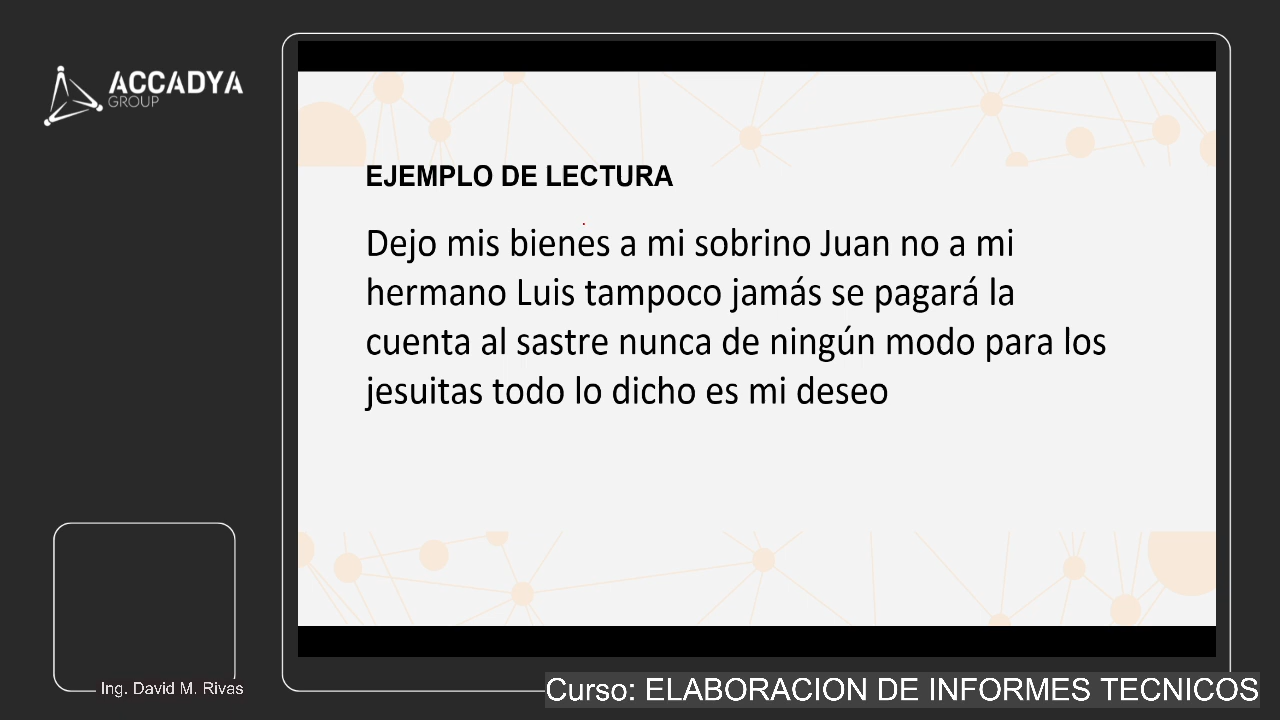 ACCADYA
GROUP
EJEMPLO DE LECTURA
Dejo mis bienes a mi sobrino Juan no a mi
hermano Luis tampoco jamás se pagará la
cuenta al sastre nunca de ningún modo para los
jesuitas todo lo dicho es mi deseo
Ing. David M. Rivas
Curso: ELABORACION DE INFORMES TECNICOS